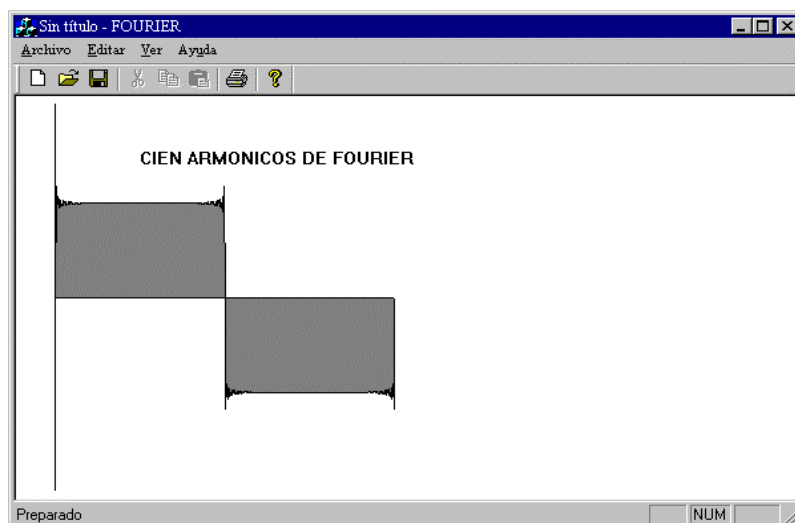 Sin título - FOURIER
Archivo Editar Ver Ayuda
CIEN ARMONICOS DE FOURIER
Preparado NUM